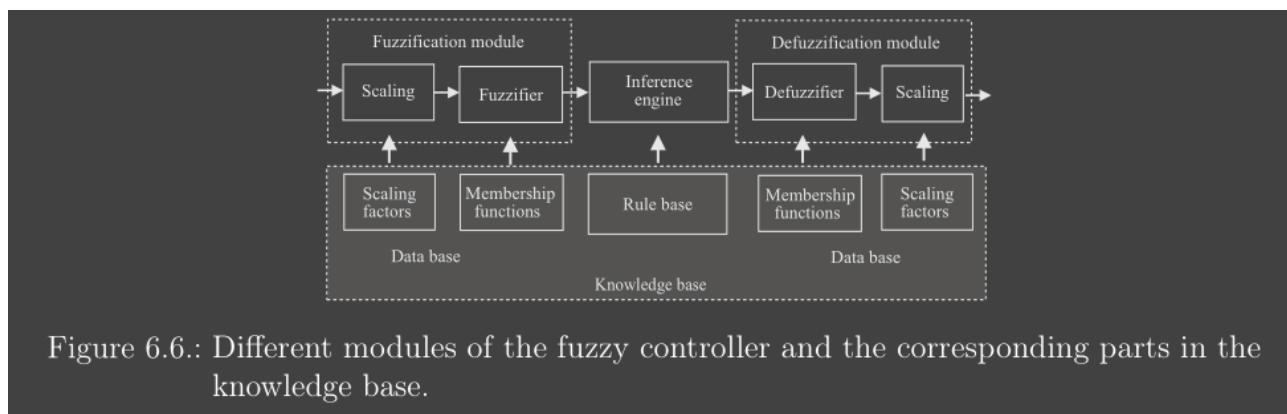 Fuzzification module
Defuzzification module
Scaling
Fuzzifier
Inference
engine
Defuzzifier
Scaling
Scaling
factors
Membership
functions
Rule base
Membership
functions
Scaling
factors
Data base
Data base
Knowledge base
Figure 6.6.: Different modules of the fuzzy controller and the corresponding parts in the
knowledge base.